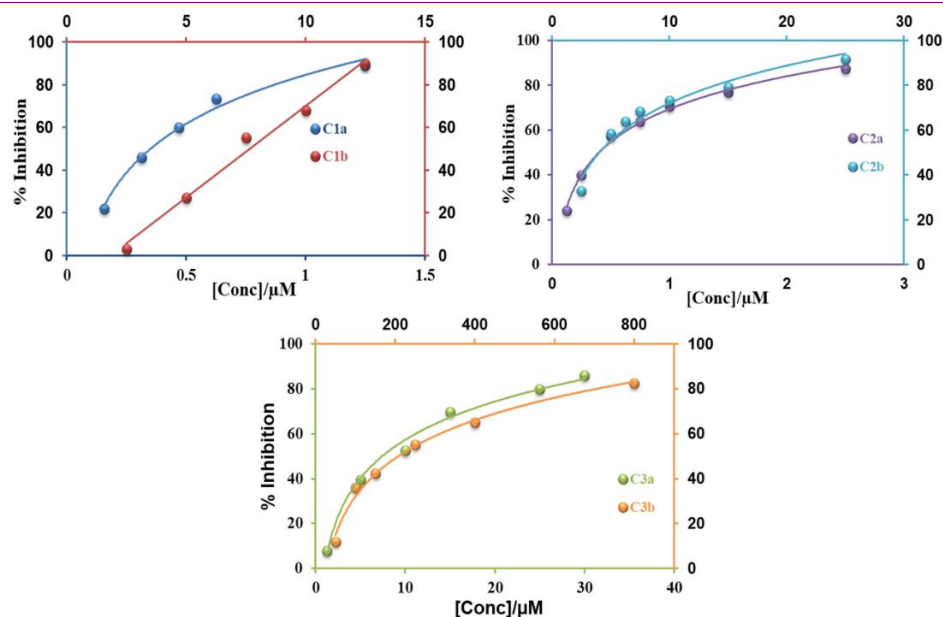 0 5 10 15
100 80 60 40 20 0
% Inhibition
100 80 60 40 20 0
C1a
C1b
0 0.5 1 1.5
[Conc]/µM
0 10 20 30
100 80 60 40 20 0
% Inhibition
100 80 60 40 20 0
C2a
C2b
0 1 2 3
[Conc]/µM
0 200 400 600 800
100 80 60 40 20 0
% Inhibition
100 80 60 40 20 0
C3a
C3b
0 10 20 30 40
[Conc]/µM